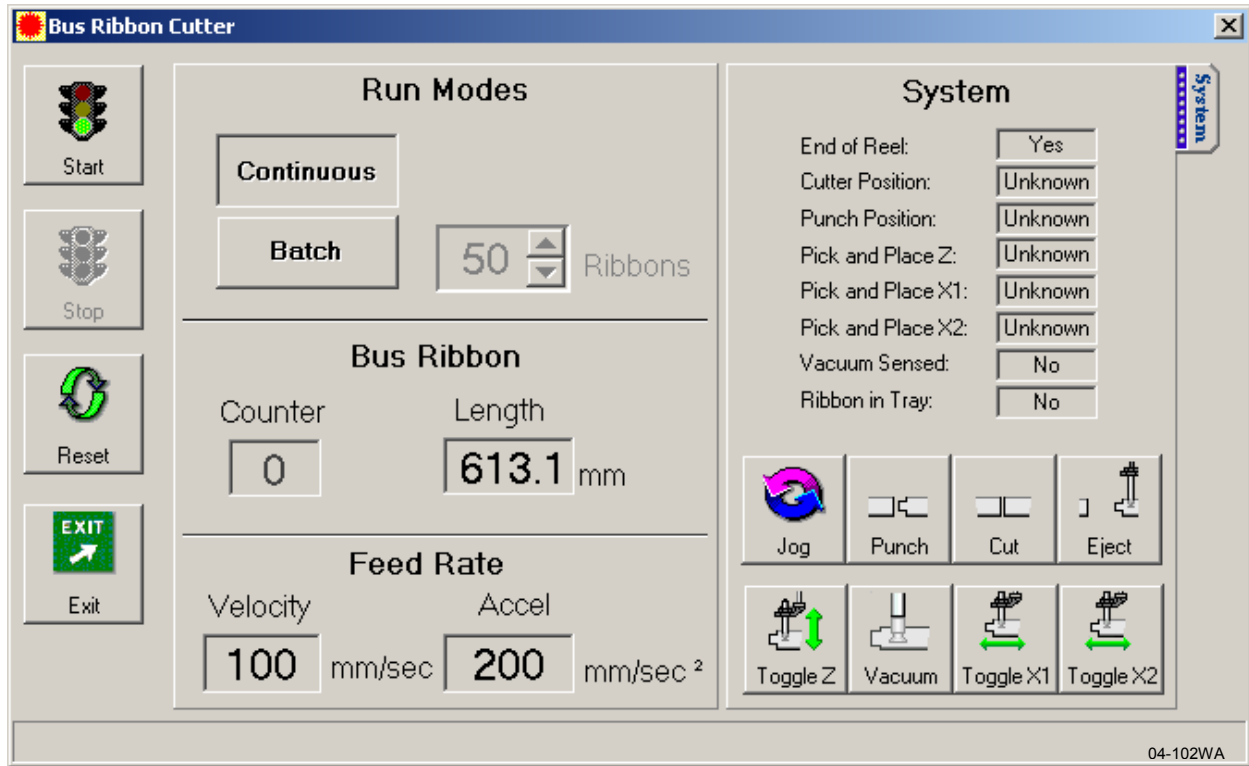 Bus Ribbon Cutter
Start
Stop
Reset
EXIT
Exit
Run Modes
Continuous
Batch
50 Ribbons
Bus Ribbon
Counter Length
0 613.1 mm
Feed Rate
Velocity Accel
100 mm/sec 200 mm/sec ²
System
End of Reel: Yes
Cutter Position: Unknown
Punch Position: Unknown
Pick and Place Z: Unknown
Pick and Place X1: Unknown
Pick and Place X2: Unknown
Vacuum Sensed: No
Ribbon in Tray: No
Jog Punch Cut Eject
Toggle Z Vacuum Toggle X1 Toggle X2
System
04-102WA